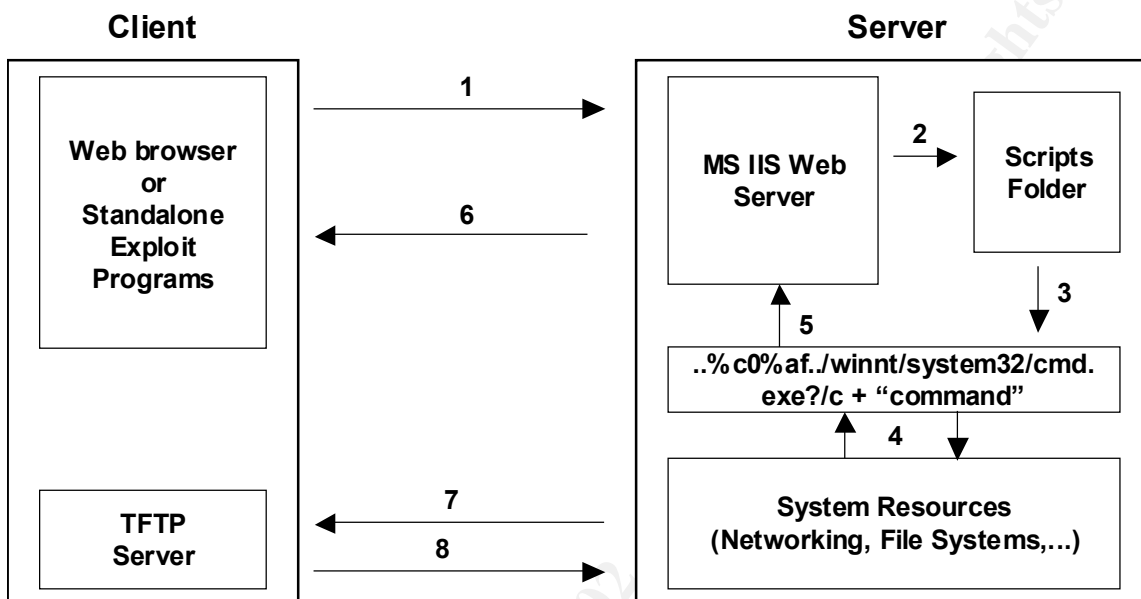 Client
Server
1
Web browser
or
Standalone
Exploit
Programs
6
MS IIS Web
Server
2
Scripts
Folder
3
5
..%c0%af../winnt/system32/cmd.
exe?/c + “command”
4
TFTP
Server
7
8
System Resources
(Networking, File Systems,...)